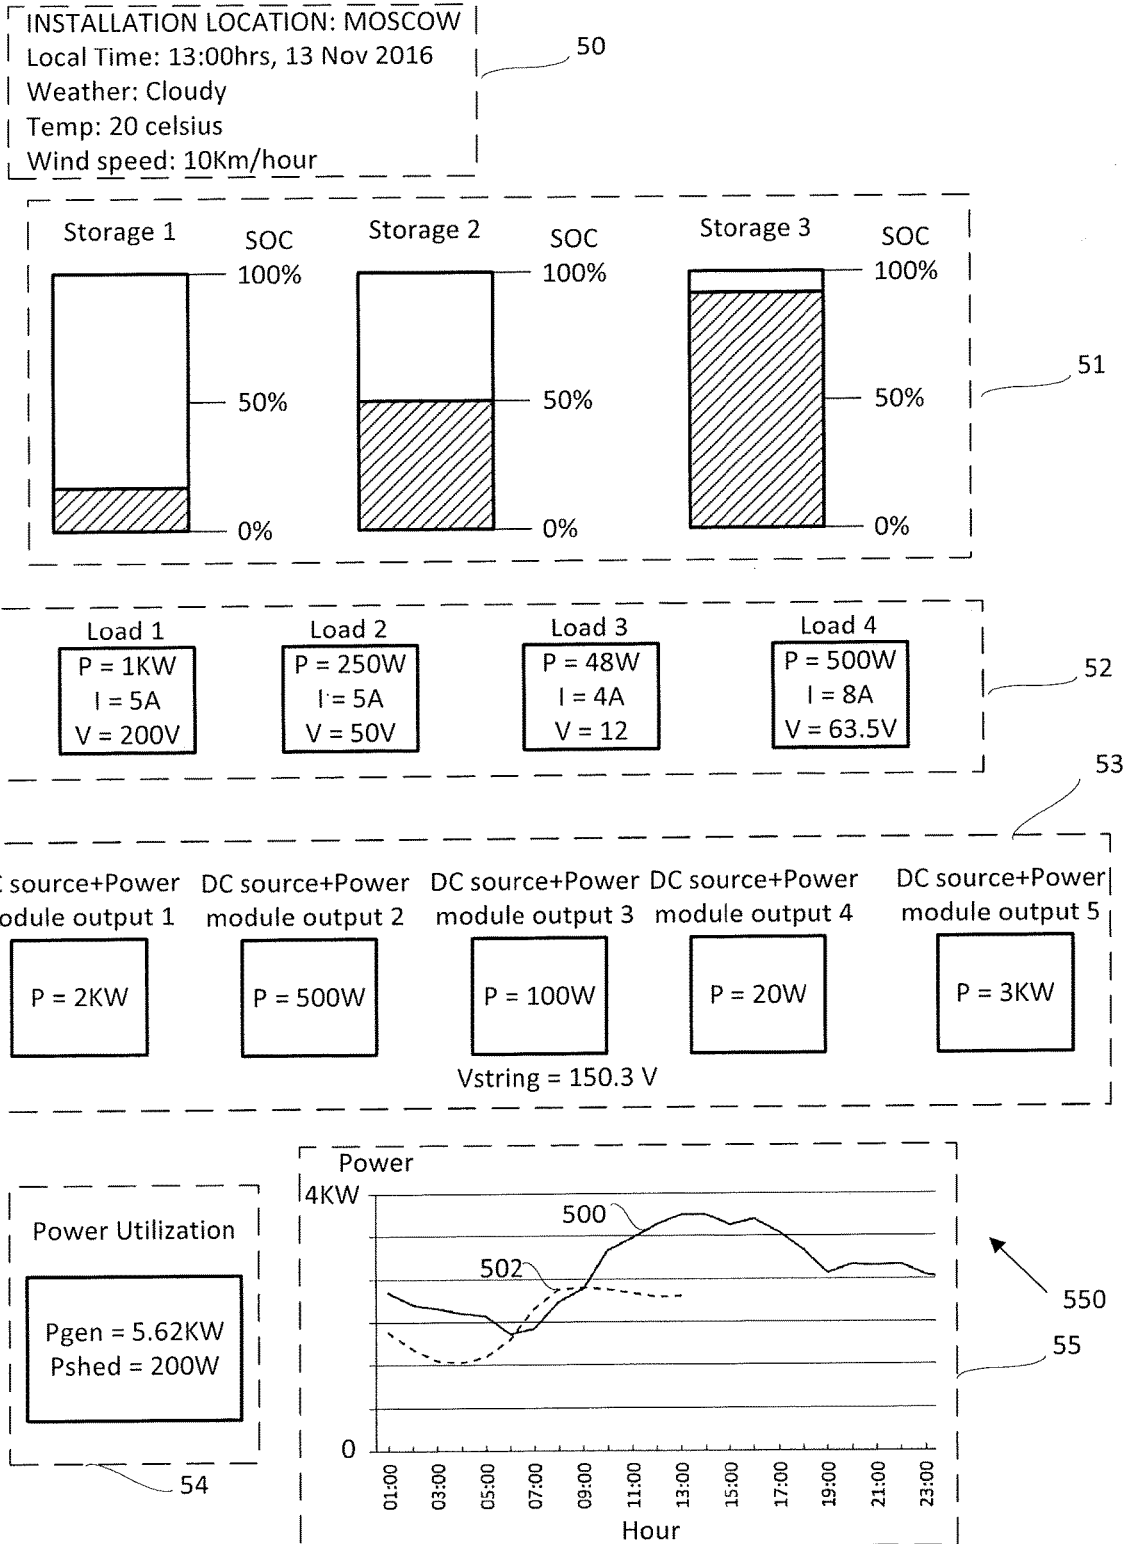 INSTALLATION LOCATION: MOSCOW
Local Time: 13:00hrs, 13 Nov 2016
Weather: Cloudy
Temp: 20 celsius
Wind speed: 10Km/hour
50
Storage 1
SOC
100%
50%
0%
Storage 2
SOC
100%
50%
0%
Storage 3
SOC
100%
50%
0%
51
Load 1
P = 1KW
I = 5A
V = 200V
Load 2
P = 250W
I = 5A
V = 50V
Load 3
P = 48W
I = 4A
V = 12
Load 4
P = 500W
I = 8A
V = 63.5V
52
53
C source+Power
odule output 1
P = 2KW
DC source+Power
module output 2
P = 500W
DC source+Power
module output 3
P = 100W
DC source+Power
module output 4
P = 20W
DC source+Power
module output 5
P = 3KW
Vstring = 150.3 V
Power Utilization
Pgen = 5.62KW
Pshed = 200W
54
Power
4KW
500
502
0
01:00
03:00
05:00
07:00
09:00
11:00
13:00
15:00
17:00
19:00
21:00
23:00
Hour
550
55